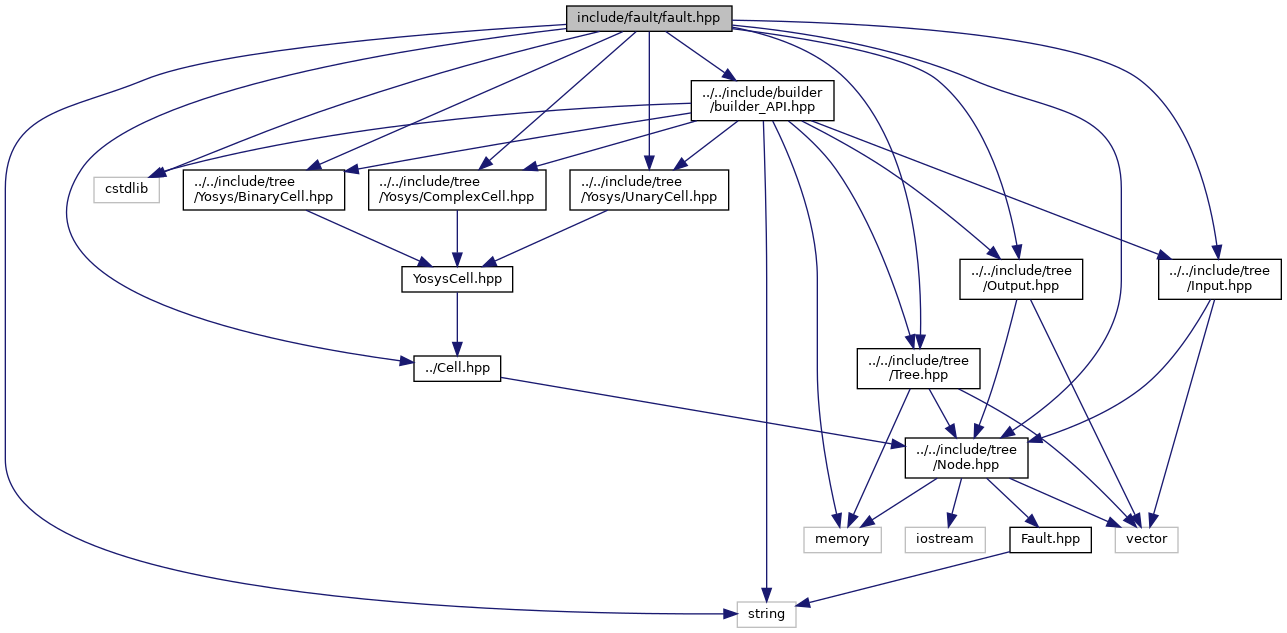 include/fault/fault.hpp
../../include/builder
/builder_API.hpp
cstdlib
../../include/tree
/Yosys/BinaryCell.hpp
../../include/tree
/Yosys/ComplexCell.hpp
../../include/tree
/Yosys/UnaryCell.hpp
YosysCell.hpp
../../include/tree
/Output.hpp
../../include/tree
/Input.hpp
../Cell.hpp
../../include/tree
/Tree.hpp
../../include/tree
/Node.hpp
memory
iostream
Fault.hpp
vector
string